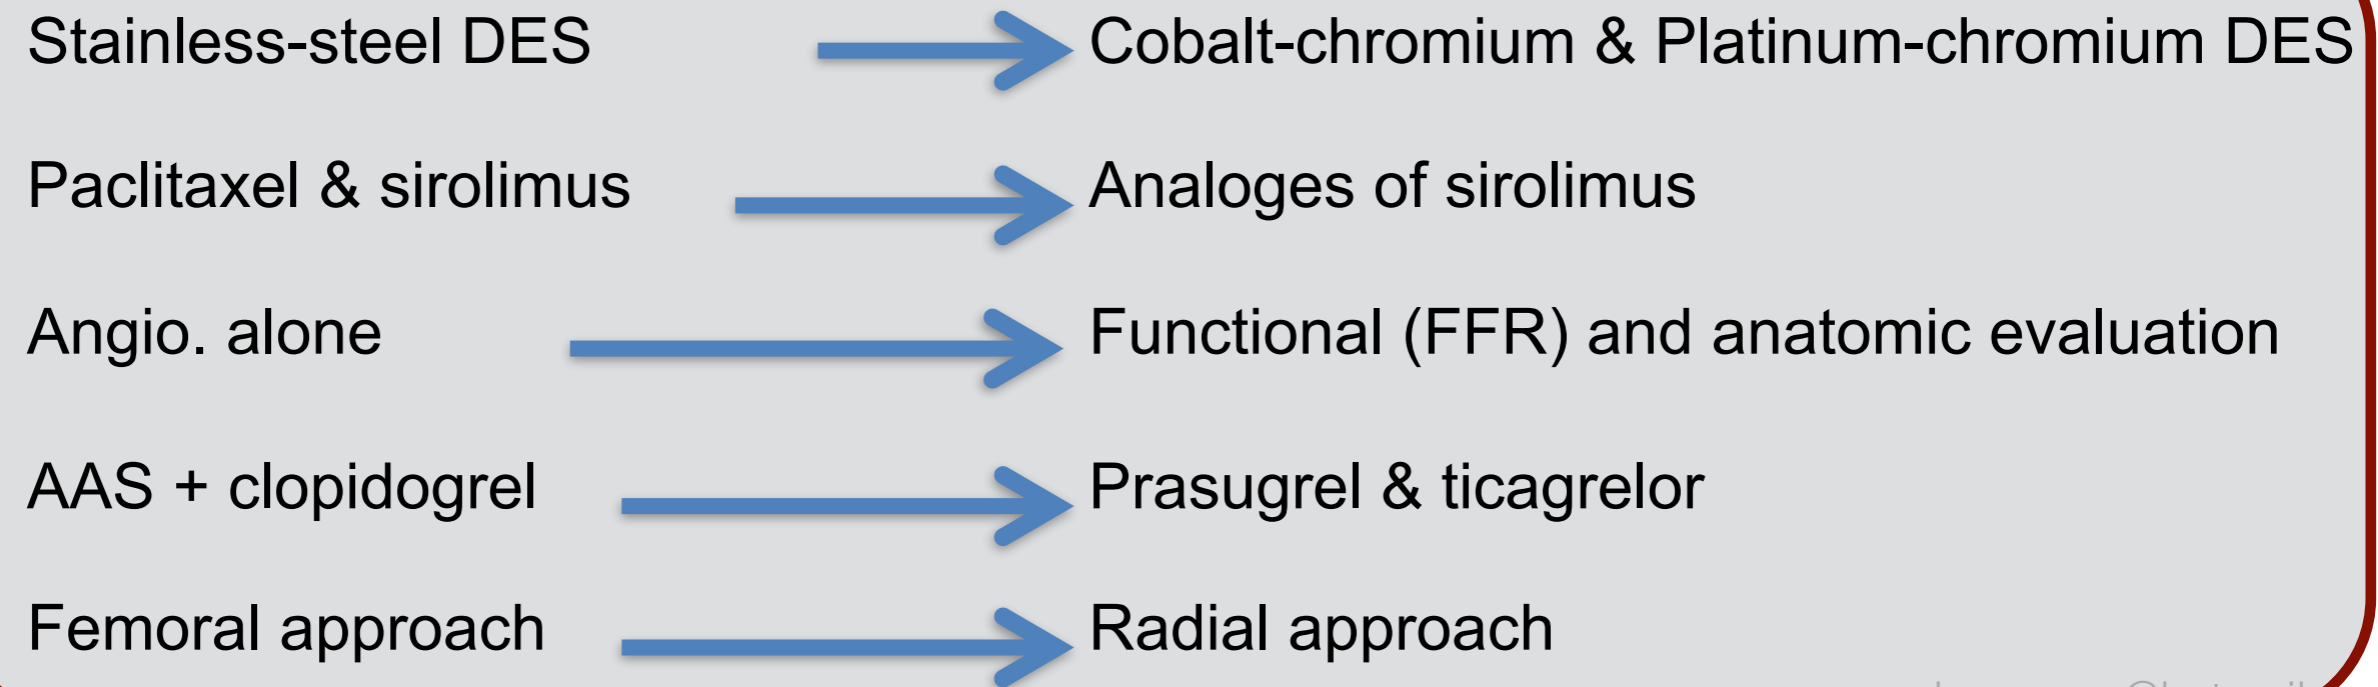 Stainless-steel DES Cobalt-chromium & Platinum-chromium DES
Paclitaxel & sirolimus Analoges of sirolimus
Angio. alone Functional (FFR) and anatomic evaluation
AAS + clopidogrel Prasugrel & ticagrelor
Femoral approach Radial approach